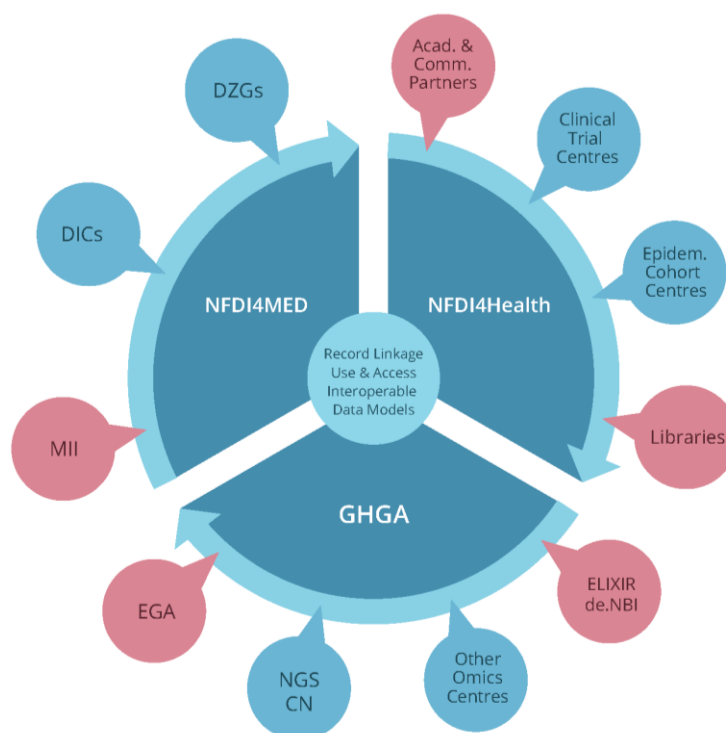 Acad. &
Comm.
Partners
DZGs
Clinical
Trial
Centres
DICs
Epidem.
Cohort
Centres
NFDI4MED
NFDI4Health
Record Linkage
Use & Access
Interoperable
Data Models
MII
Libraries
GHGA
EGA
ELIXIR
de.NBI
NGS
CN
Other
Omics
Centres